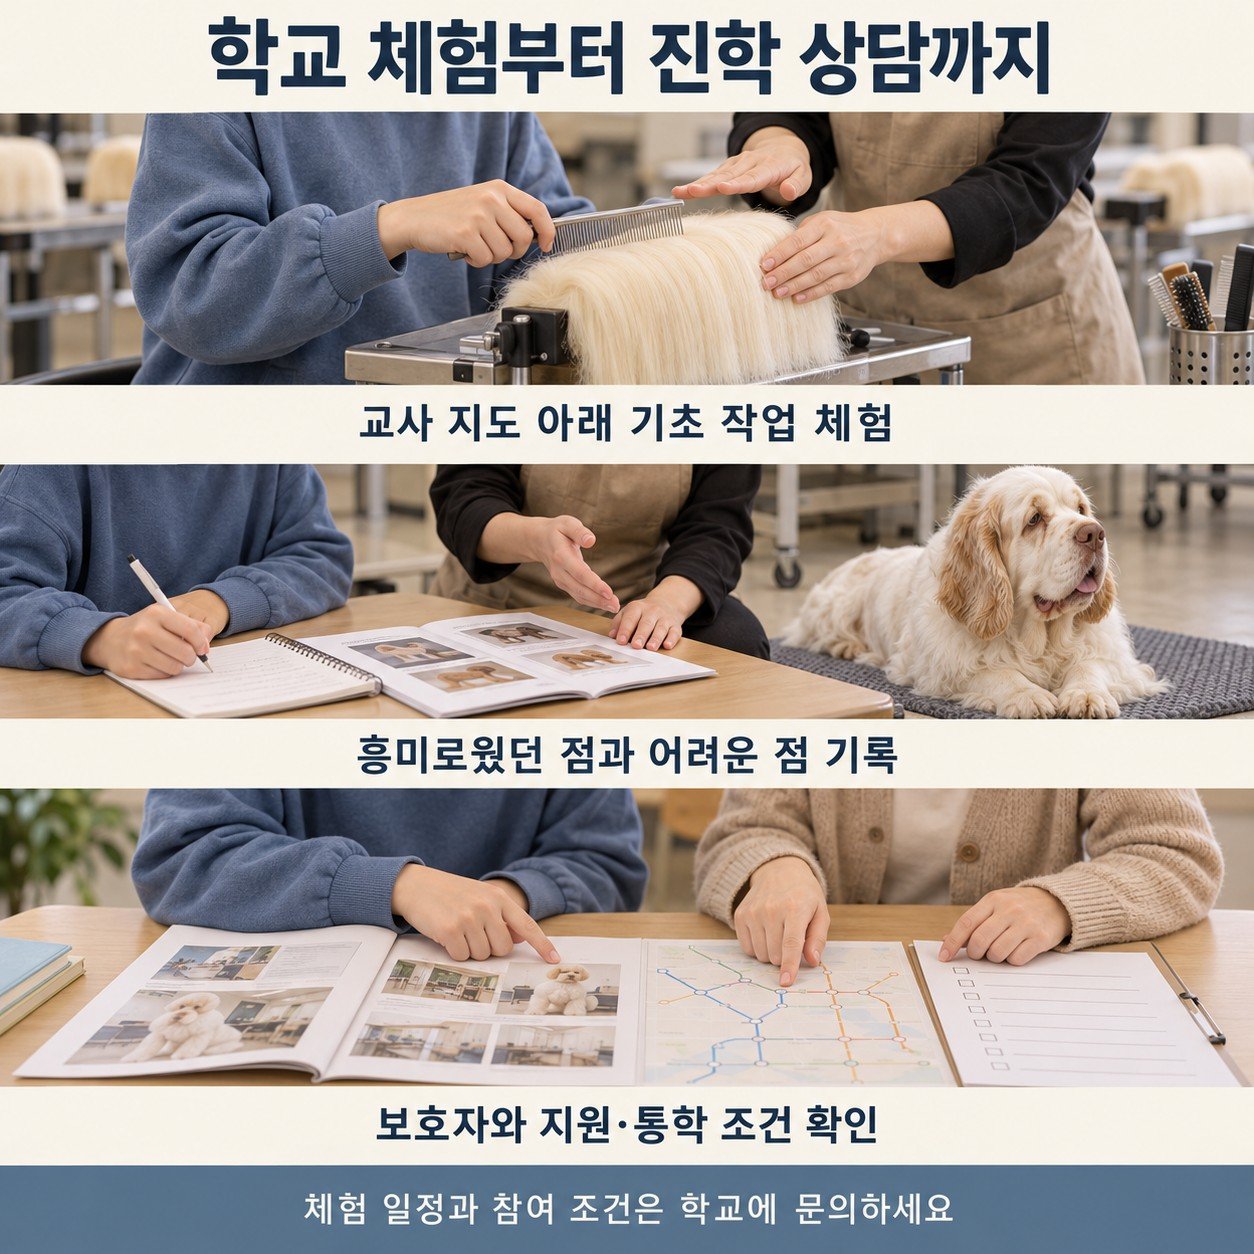 학교 체험부터 진학 상담까지
교사 지도 아래 기초 작업 체험
흥미로웠던 점과 어려운 점 기록
보호자와 지원·통학 조건 확인
체험 일정과 참여 조건은 학교에 문의하세요